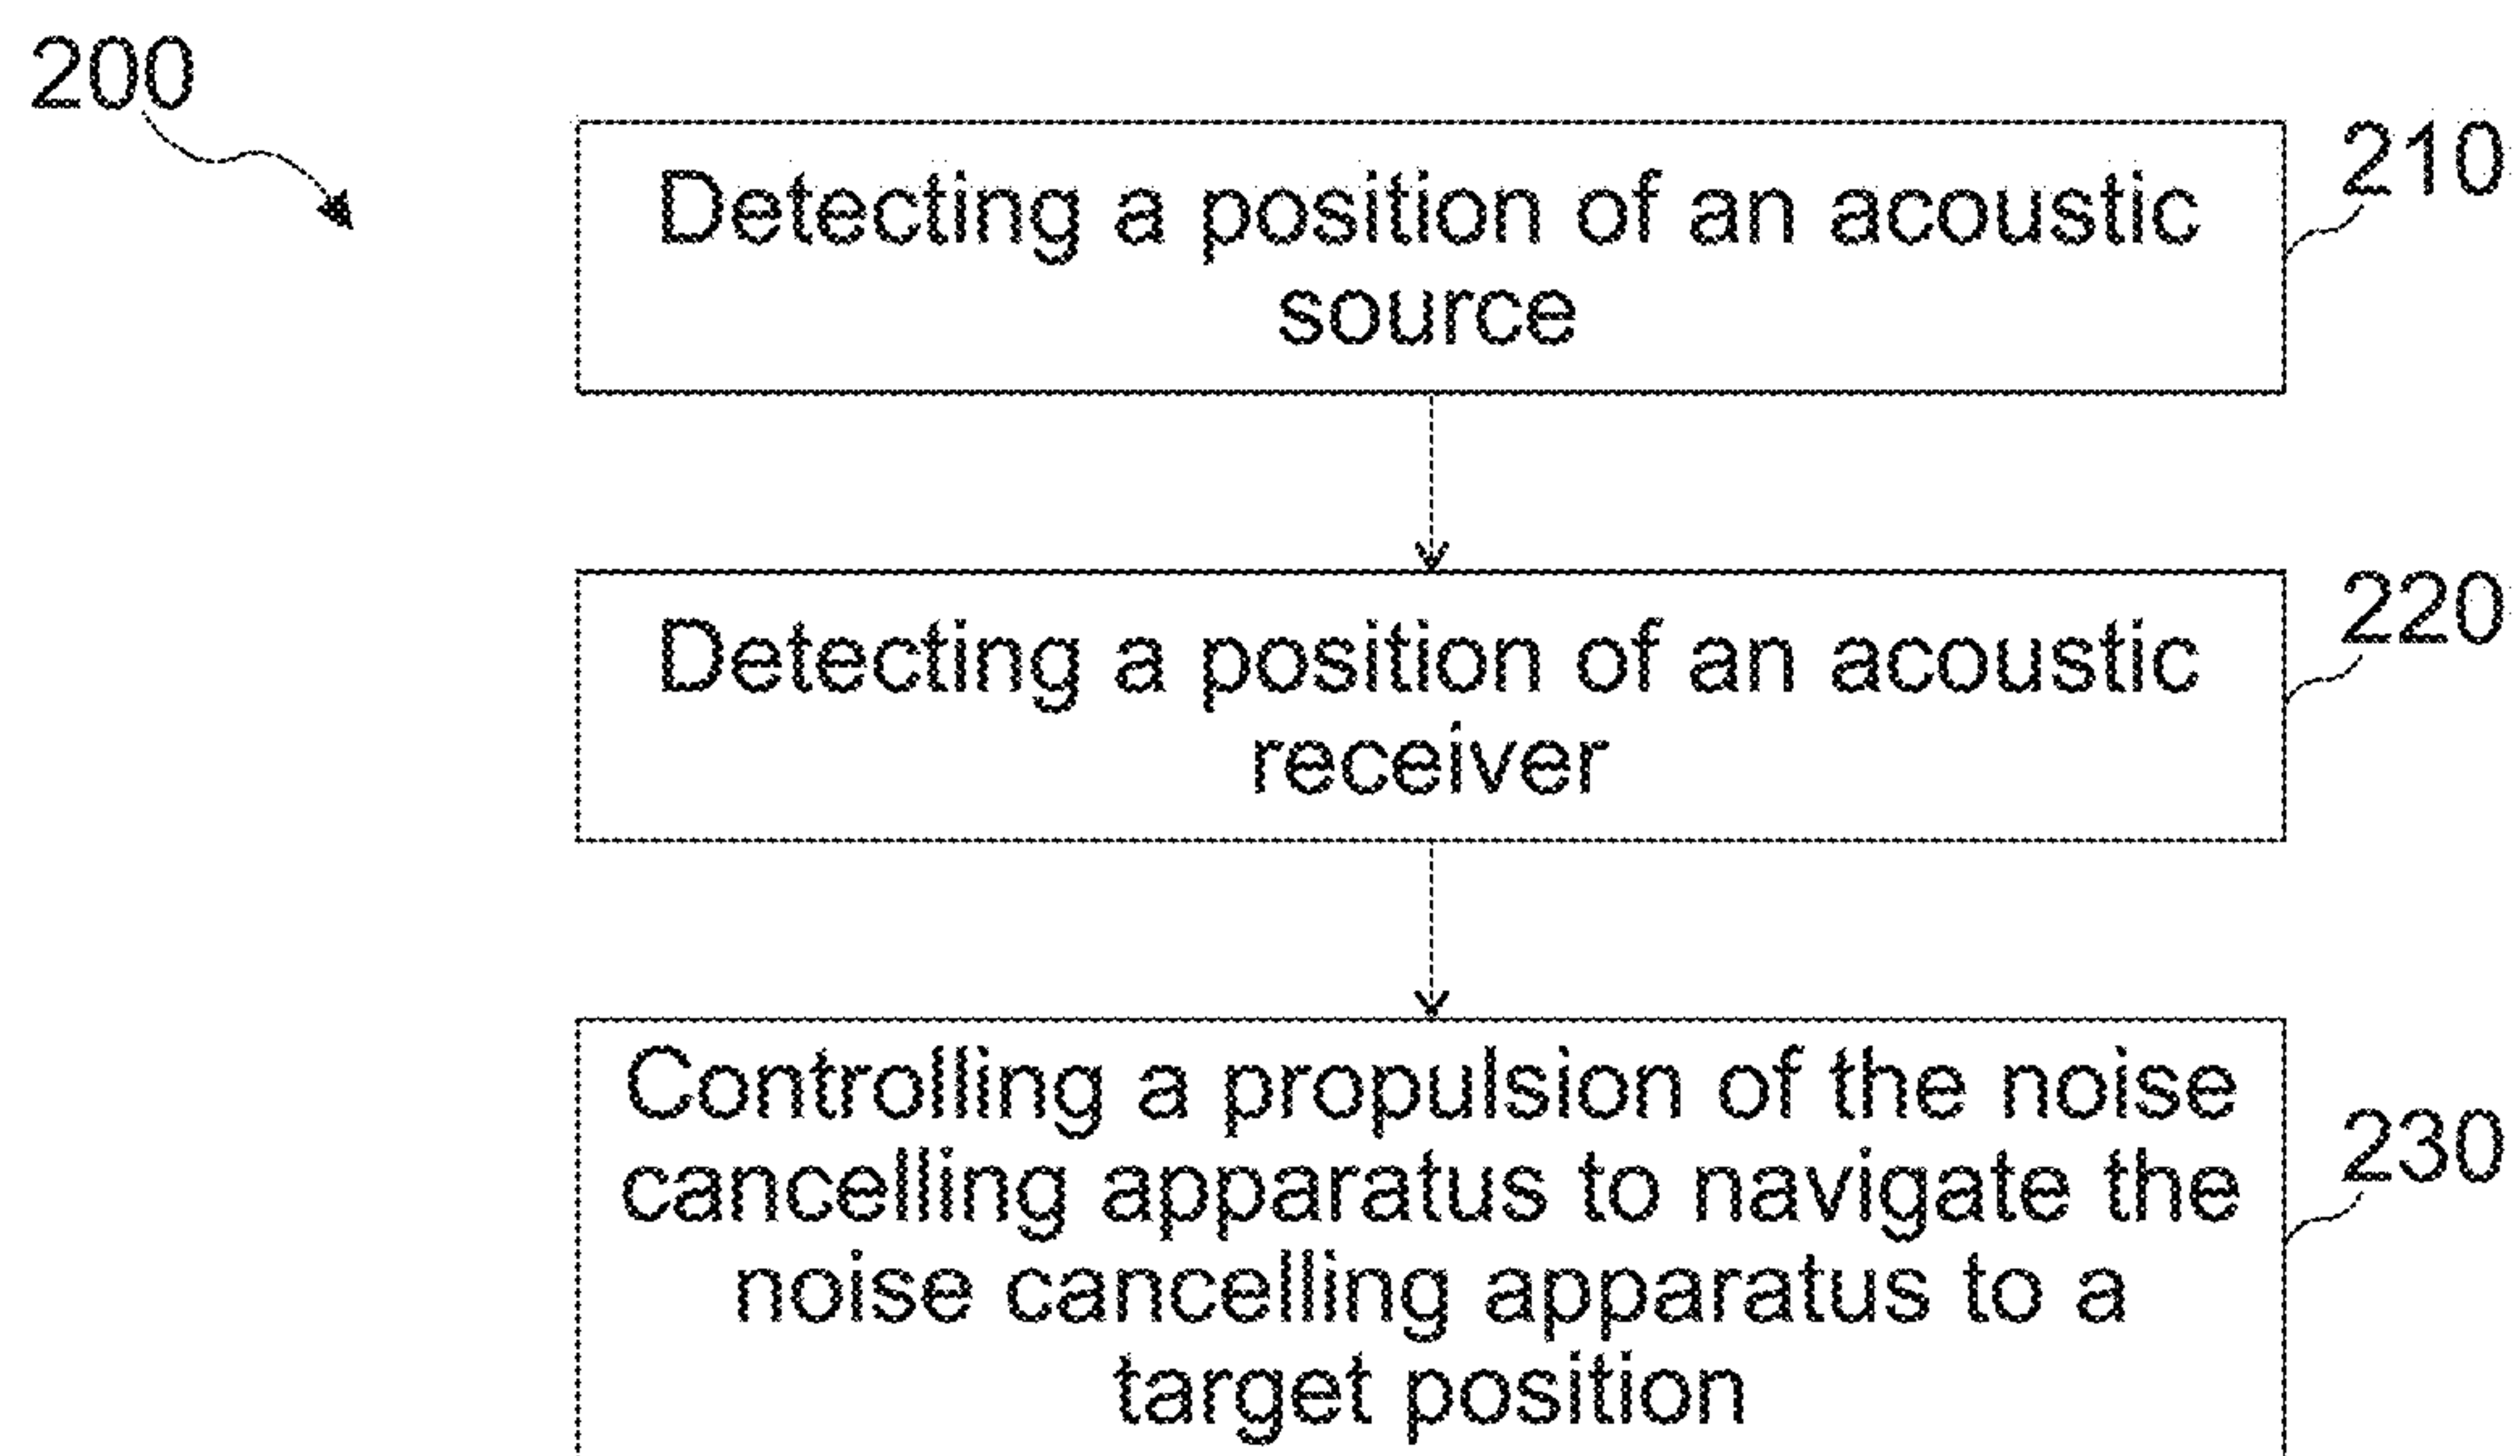 200
210
Detecting a position of an acoustic
source
220
Detecting a position of an acoustic
receiver
230
Controlling a propulsion of the noise
cancelling apparatus to navigate the
noise cancelling apparatus to a
target position